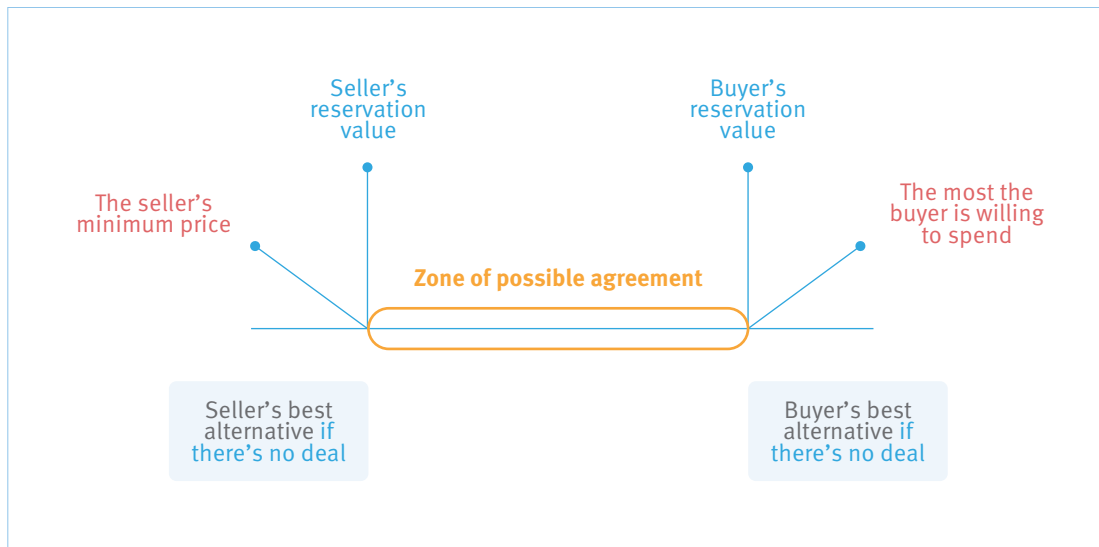 Seller’s
reservation
value
Buyer’s
reservation
value
The seller’s
minimum price
The most the
buyer is willing
to spend
Zone of possible agreement
Seller’s best
alternative if
there’s no deal
Buyer’s best
alternative if
there’s no deal